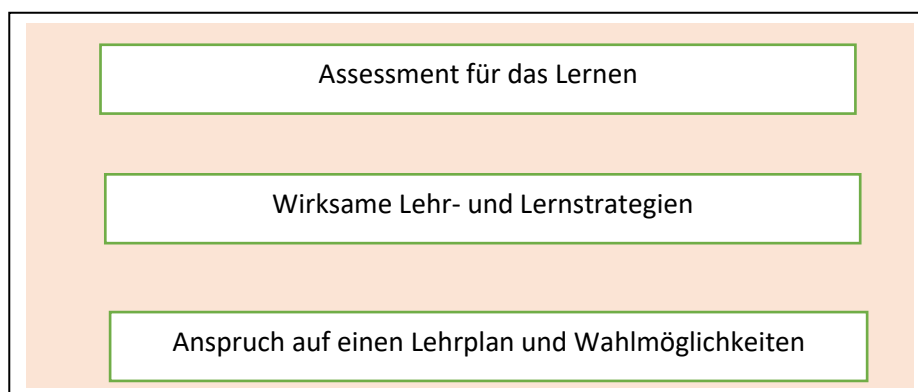 Assessment für das Lernen
Wirksame Lehr- und Lernstrategien
Anspruch auf einen Lehrplan und Wahlmöglichkeiten